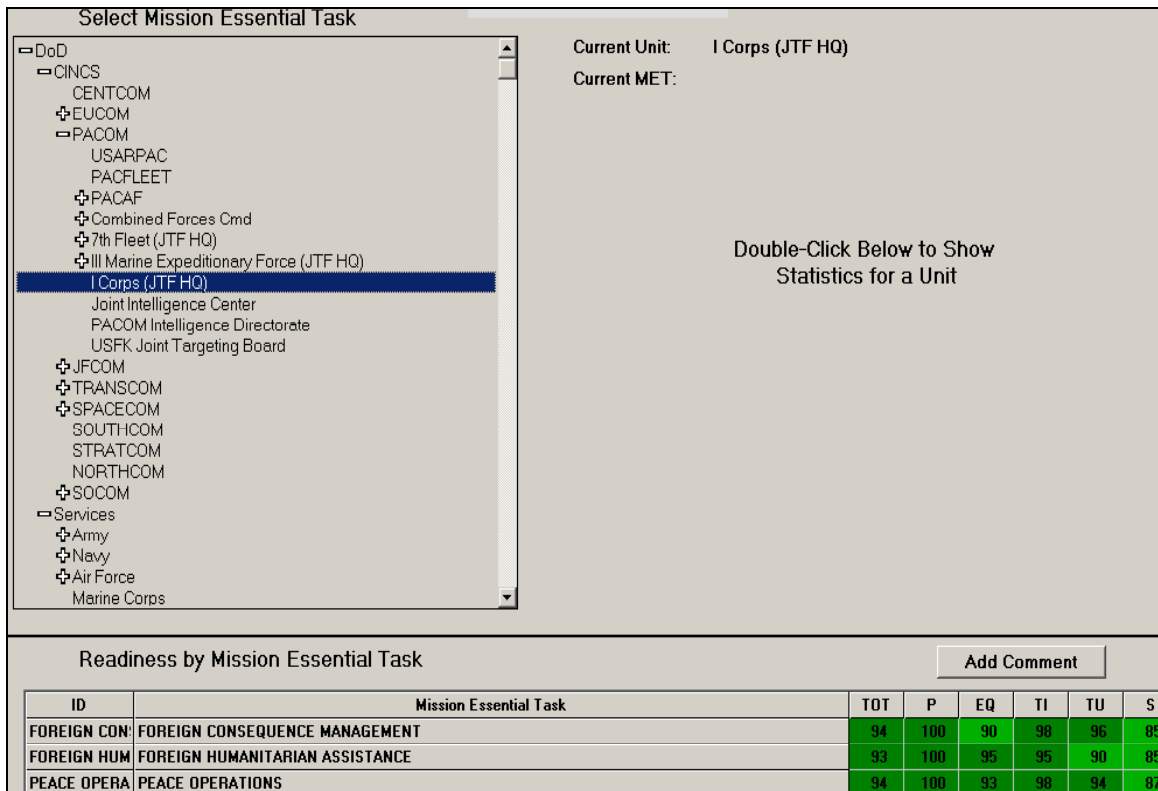 Select Mission Essential Task
DoD
CINCS
CENTCOM
EUCOM
PACOM
USARPAC
PACFLEET
PACAF
Combined Forces Cmd
7th Fleet (JTF HQ)
III Marine Expeditionary Force (JTF HQ)
I Corps (JTF HQ)
Joint Intelligence Center
PACOM Intelligence Directorate
USFK Joint Targeting Board
JFCOM
TRANSCOM
SPACECOM
SOUTHCOM
STRATCOM
NORTHCOM
SOCOM
Services
Army
Navy
Air Force
Marine Corps
Current Unit: I Corps (JTF HQ)
Current MET:
Double-Click Below to Show
Statistics for a Unit
Readiness by Mission Essential Task
Add Comment
ID Mission Essential Task TOT P EQ TI TU S
FOREIGN CON FOREIGN CONSEQUENCE MANAGEMENT 94 100 90 98 96 85
FOREIGN HUM FOREIGN HUMANITARIAN ASSISTANCE 93 100 95 95 90 85
PEACE OPERA PEACE OPERATIONS 94 100 93 98 94 87